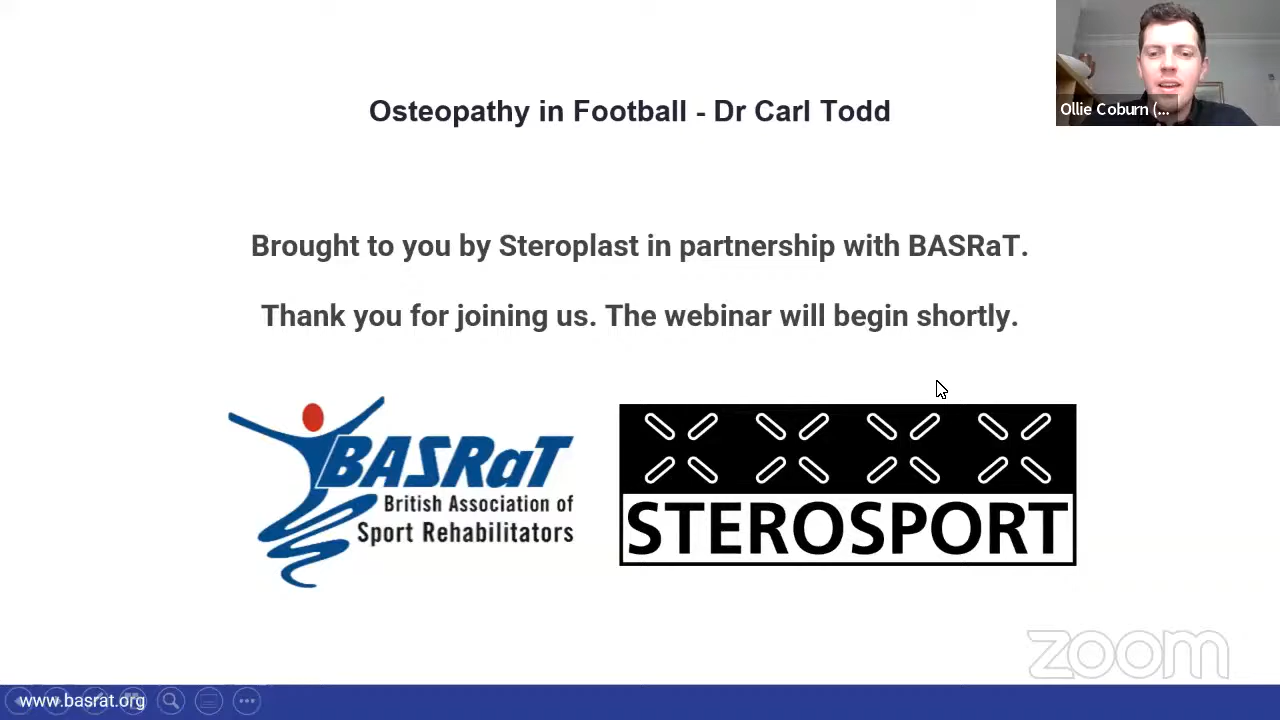 Osteopathy in Football - Dr Carl Todd
Ollie Coburn (...
Brought to you by Steroplast in partnership with BASRaT.
Thank you for joining us. The webinar will begin shortly.
BASRaT
British Association of
Sport Rehabilitators
STEROSPORT
zoom
www.basrat.org